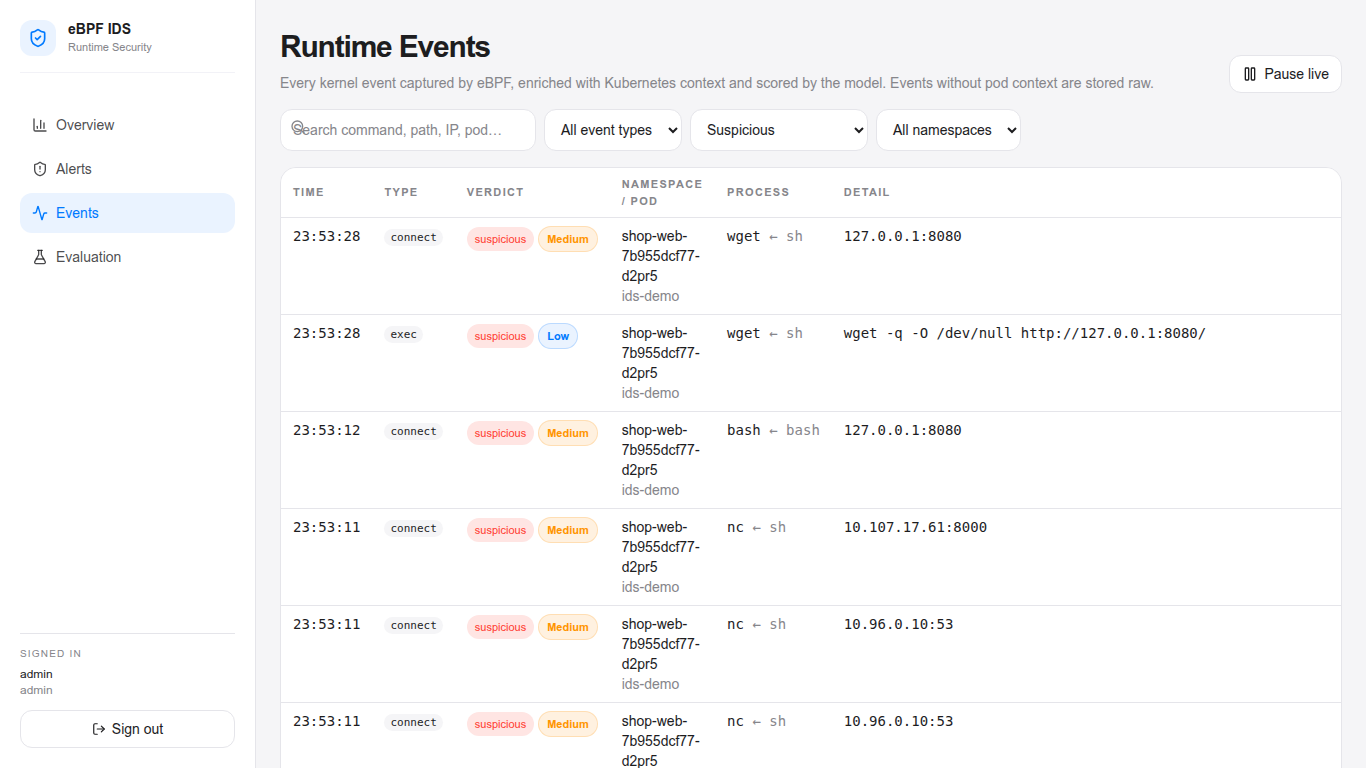 eBPF IDS
Runtime Security
Overview
Alerts
Events
Evaluation
SIGNED IN
admin
admin
Sign out
Runtime Events
Every kernel event captured by eBPF, enriched with Kubernetes context and scored by the model. Events without pod context are stored raw.
Pause live
Search command, path, IP, pod…
All event types
Suspicious
All namespaces
TIME TYPE VERDICT NAMESPACE / POD PROCESS DETAIL
23:53:28 connect suspicious Medium shop-web- wget ← sh 127.0.0.1:8080
7b955dcf77-
d2pr5
ids-demo
23:53:28 exec suspicious Low shop-web- wget ← sh wget -q -O /dev/null http://127.0.0.1:8080/
7b955dcf77-
d2pr5
ids-demo
23:53:12 connect suspicious Medium shop-web- bash ← bash 127.0.0.1:8080
7b955dcf77-
d2pr5
ids-demo
23:53:11 connect suspicious Medium shop-web- nc ← sh 10.107.17.61:8000
7b955dcf77-
d2pr5
ids-demo
23:53:11 connect suspicious Medium shop-web- nc ← sh 10.96.0.10:53
7b955dcf77-
d2pr5
ids-demo
23:53:11 connect suspicious Medium shop-web- nc ← sh 10.96.0.10:53
7b955dcf77-
d2pr5